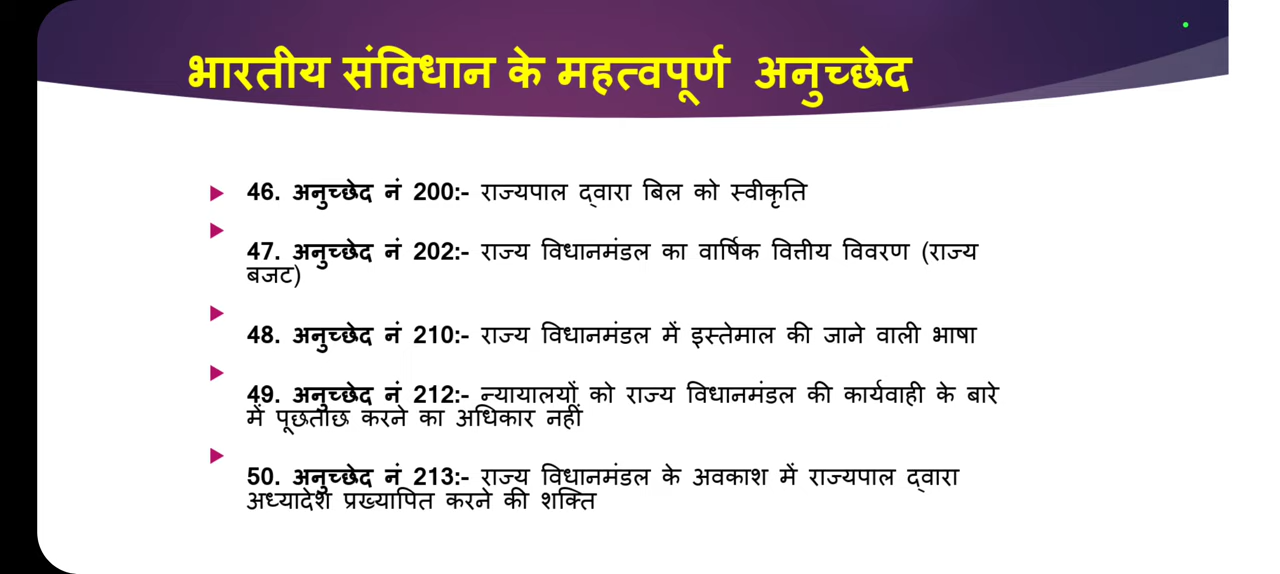 भारतीय संविधान के महत्वपूर्ण अनुच्छेद
46. अनुच्छेद नं 200:- राज्यपाल द्वारा बिल को स्वीकृति
47. अनुच्छेद नं 202:- राज्य विधानमंडल का वार्षिक वित्तीय विवरण (राज्य
बजट)
48. अनुच्छेद नं 210:- राज्य विधानमंडल में इस्तेमाल की जाने वाली भाषा
49. अनुच्छेद नं 212:- न्यायालयों को राज्य विधानमंडल की कार्यवाही के बारे
में पूछताछ करने का अधिकार नहीं
50. अनुच्छेद नं 213:- राज्य विधानमंडल के अवकाश में राज्यपाल द्वारा
अध्यादेश प्रख्यापित करने की शक्ति